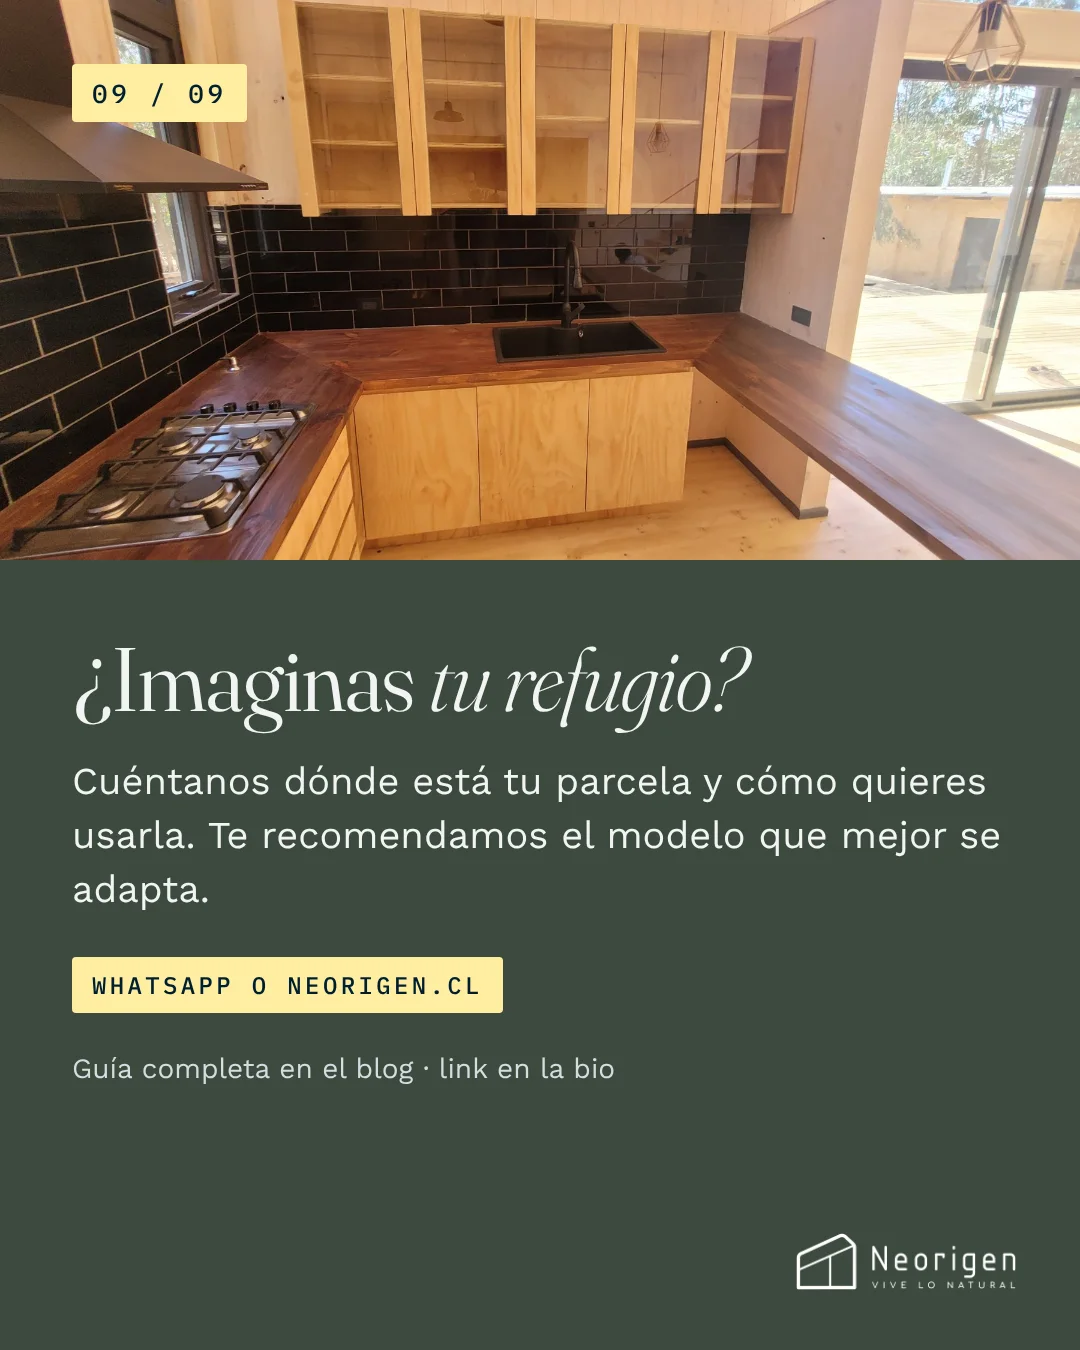 09 / 09
¿Imaginas tu refugio?
Cuéntanos dónde está tu parcela y cómo quieres
usarla. Te recomendamos el modelo que mejor se
adapta.
WHATSAPP O NEORIGEN.CL
Guía completa en el blog · link en la bio
Neorigen
VIVE LO NATURAL